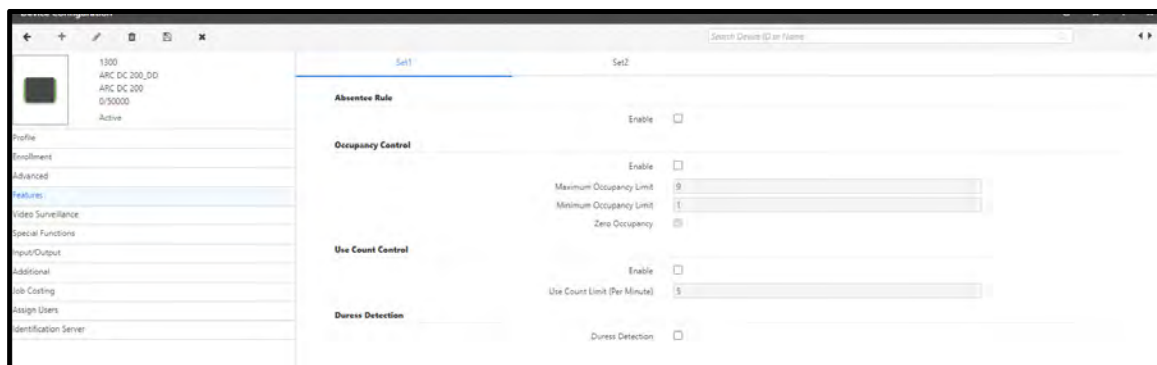 Device Configuration
Search Device ID or Name
1300
ARC DC 200_DD
ARC DC 200
0/50000
Active
Profile
Enrollment
Advanced
Features
Video Surveillance
Special Functions
Input/Output
Additional
Job Costing
Assign Users
Identification Server
Set1 Set2
Absentee Rule
Enable
Occupancy Control
Enable
Maximum Occupancy Limit 9
Minimum Occupancy Limit 1
Zero Occupancy
Use Count Control
Enable
Use Count Limit (Per Minute) 5
Duress Detection
Duress Detection